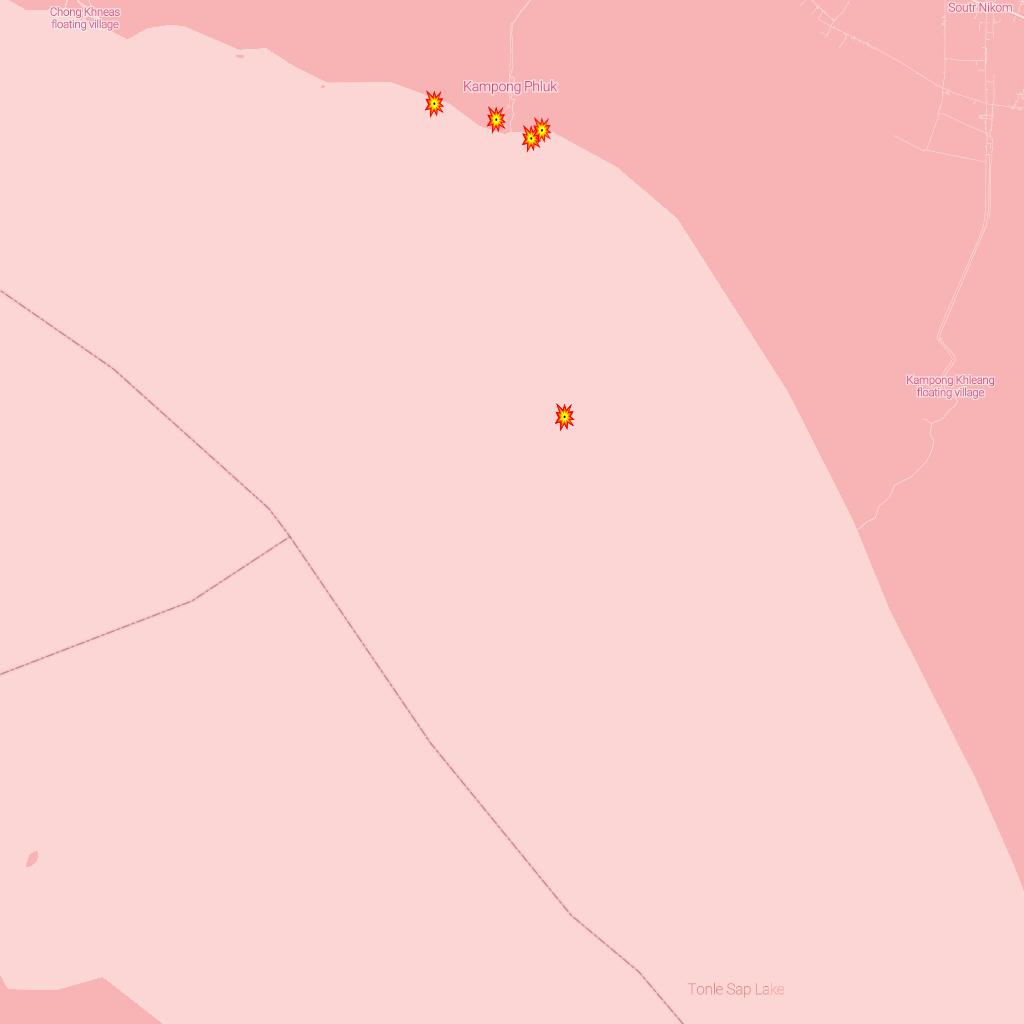 Chong Khneas
floating village
Soutr Nikom
Kampong Phluk
Kampong Khleang
floating village
Tonle Sap Lake